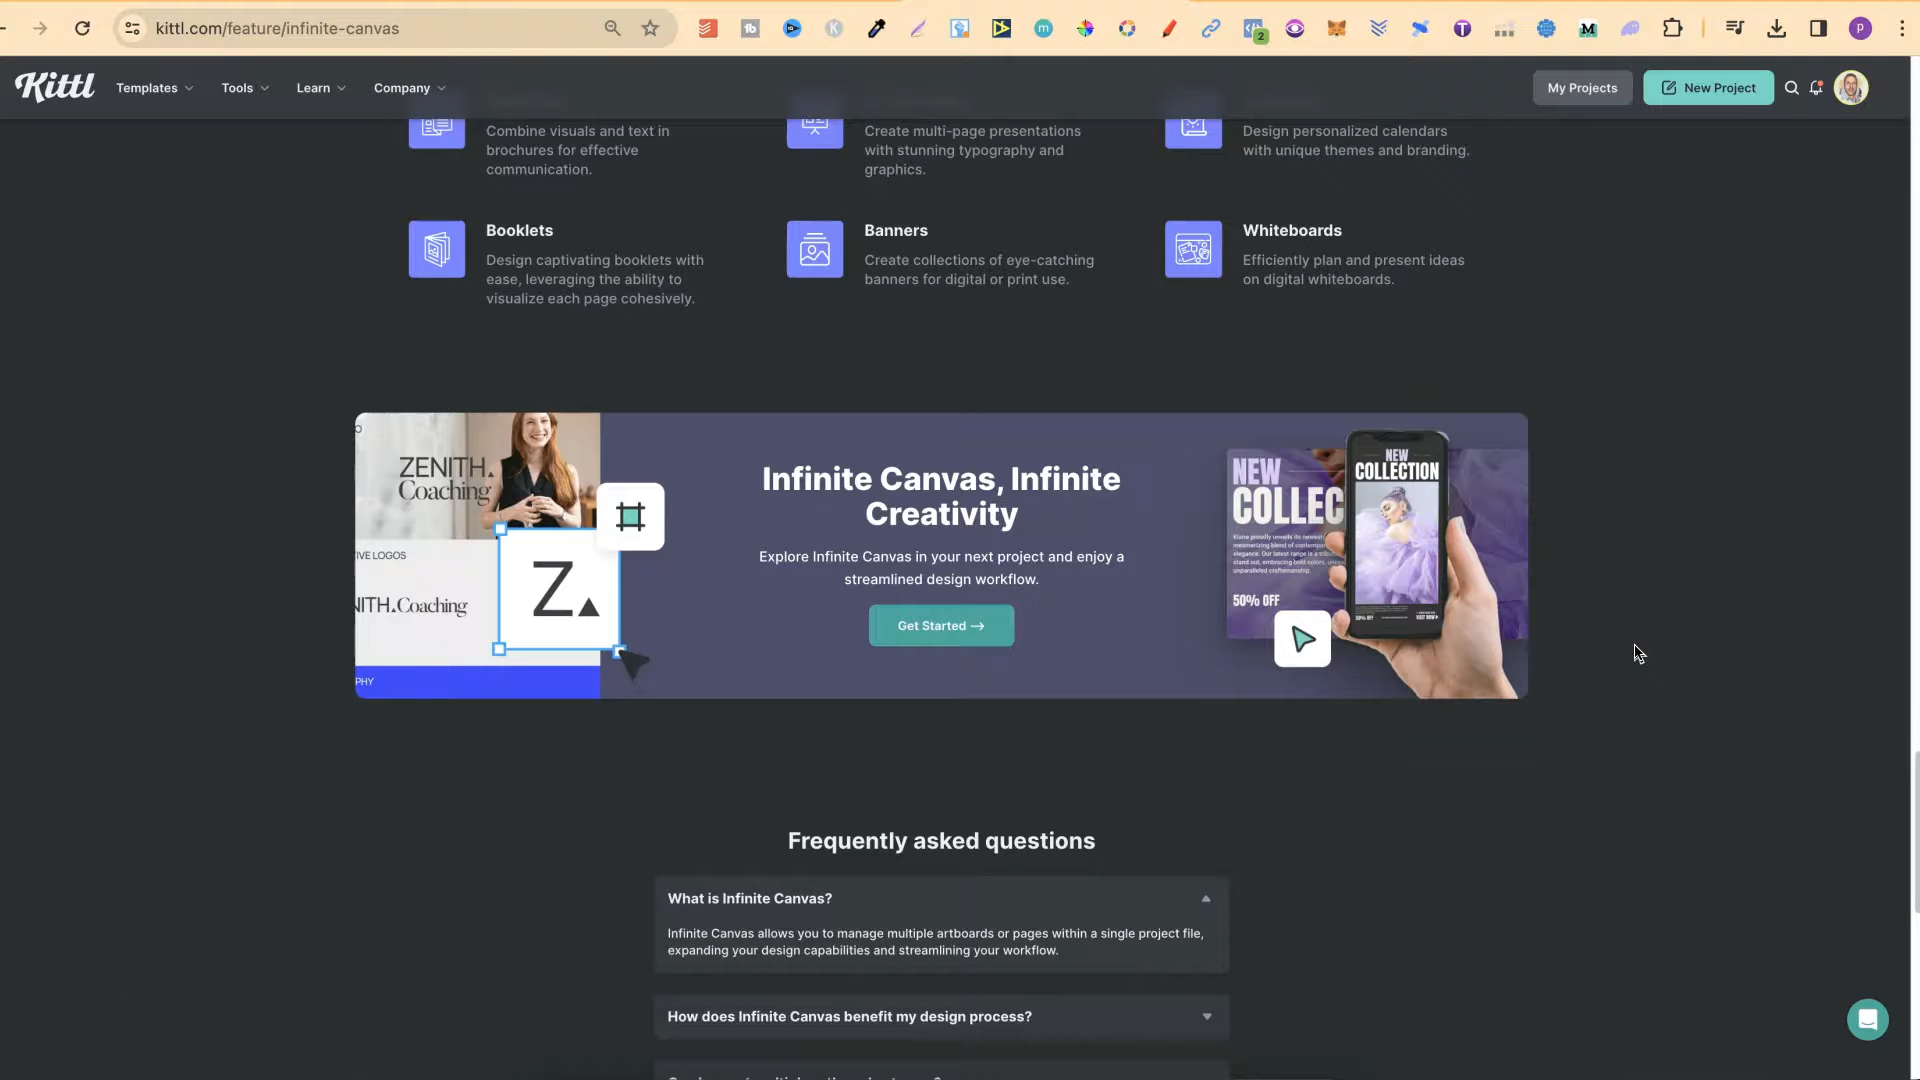 kittl.com/feature/infinite-canvas
2
Kittl
Templates
Tools
Learn
Company
My Projects
New Project
Combine visuals and text in
brochures for effective
communication.
Create multi-page presentations
with stunning typography and
graphics.
Design personalized calendars
with unique themes and branding.
Booklets
Design captivating booklets with
ease, leveraging the ability to
visualize each page cohesively.
Banners
Create collections of eye-catching
banners for digital or print use.
Whiteboards
Efficiently plan and present ideas
on digital whiteboards.
ZENITH
Coaching
IVE LOGOS
NITH Coaching
Z
PHY
Infinite Canvas, Infinite
Creativity
Explore Infinite Canvas in your next project and enjoy a
streamlined design workflow.
Get Started →
NEW
COLLEC
50% OFF
NEW
COLLECTION
Frequently asked questions
What is Infinite Canvas?
Infinite Canvas allows you to manage multiple artboards or pages within a single project file,
expanding your design capabilities and streamlining your workflow.
How does Infinite Canvas benefit my design process?